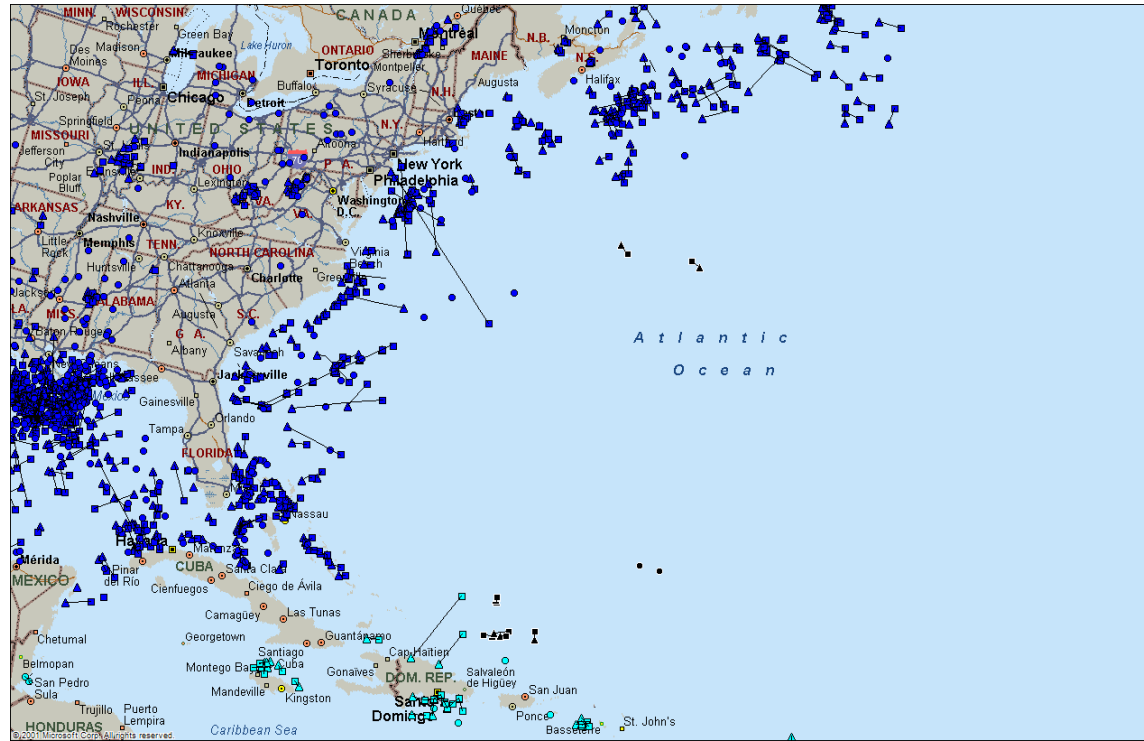 MINN.
WISCONSIN
CANADA
Québec
Rochester
Green Bay
Montréal
N.B.
Moncton
Madison
Lake Huron
ONTARIO
Sherbrooke
MAINE
Des
Moines
Milwaukee
Toronto
Montpelier
N.S.
IOWA
ILL.
MICHIGAN
Augusta
Halifax
Chicago
Buffalo
Syracuse
N.H.
St. Joseph
Peoria
Detroit
Springfield
UNITED STATES
N.Y.
MISSOURI
Hartford
Jefferson
City
Indianapolis
Altoona
New York
Evansville
IND.
OHIO
P A.
Philadelphia
Poplar
Bluff
Lexington
VA.
Washington
D.C.
ARKANSAS
KY.
VA.
Nashville
Little
Rock
Memphis
TENN.
Knoxville
Virginia
Beach
Huntsville
Chattanooga
NORTH CAROLINA
Charlotte
Jackson
ALABAMA
Atlanta
LA.
MISS.
Augusta
S.C.
Baton Rouge
G A.
Albany
Savannah
Atlantic
Ocean
Jacksonville
Mexico
Gainesville
Orlando
Tampa
FLORIDA
Nassau
Havana
Matanzas
Mérida
Pinar
del Río
CUBA
Santa Clara
MEXICO
Cienfuegos
Ciego de Ávila
Camagüey
Las Tunas
Chetumal
Georgetown
Guantánamo
Santiago
Cuba
Cap-Haïtien
Belmopan
Montego Bay
Gonaïves
DOM. REP.
Salvaleón
de Higüey
San Pedro
Sula
Mandeville
Kingston
San Juan
Santo
Domingo
Trujillo
Puerto
Lempira
Ponce
St. John's
Basseterre
HONDURAS
Caribbean Sea
© 2001 Microsoft Corp. All rights reserved.